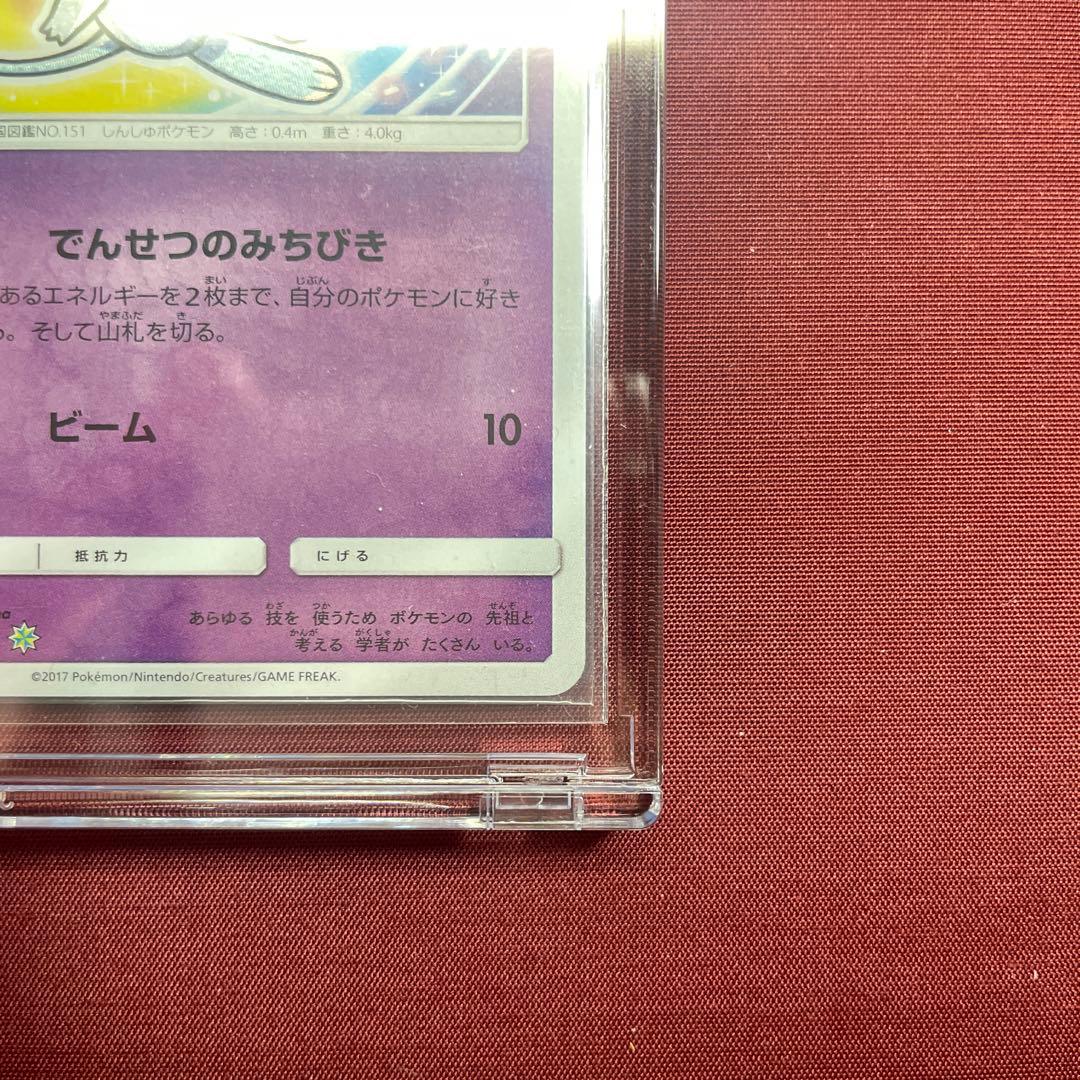 図鑑NO.151 しんしゅポケモン 高さ：0.4m 重さ：4.0kg
でんせつのみちびき
あるエネルギーを2枚まで、自分のポケモンに好き
。そして山札を切る。
ビーム 10
抵抗力 にげる
あらゆる 技を 使うため ポケモンの 先祖と
考える 学者が たくさん いる。
©2017 Pokémon/Nintendo/Creatures/GAME FREAK.